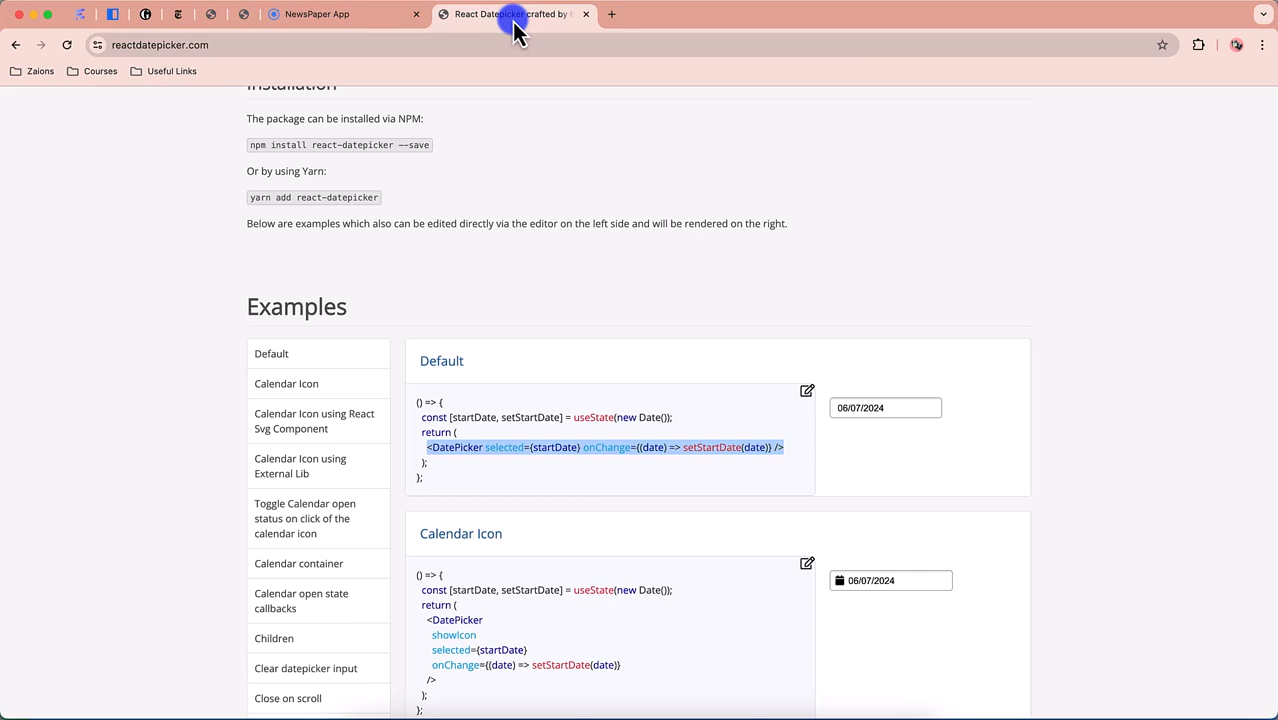 NewsPaper App
React Datepicker crafted by
reactdatepicker.com
Zaions
Courses
Useful Links
Installation
The package can be installed via NPM:
npm install react-datepicker --save
Or by using Yarn:
yarn add react-datepicker
Below are examples which also can be edited directly via the editor on the left side and will be rendered on the right.
Examples
Default
Calendar Icon
Calendar Icon using React
Svg Component
Calendar Icon using
External Lib
Toggle Calendar open
status on click of the
calendar icon
Calendar container
Calendar open state
callbacks
Children
Clear datepicker input
Close on scroll
Default
() => {
const [startDate, setStartDate] = useState(new Date());
return (
<DatePicker selected={startDate} onChange={(date) => setStartDate(date)} />
);
};
06/07/2024
Calendar Icon
() => {
const [startDate, setStartDate] = useState(new Date());
return (
<DatePicker
showIcon
selected={startDate}
onChange={(date) => setStartDate(date)}
/>
);
};
06/07/2024